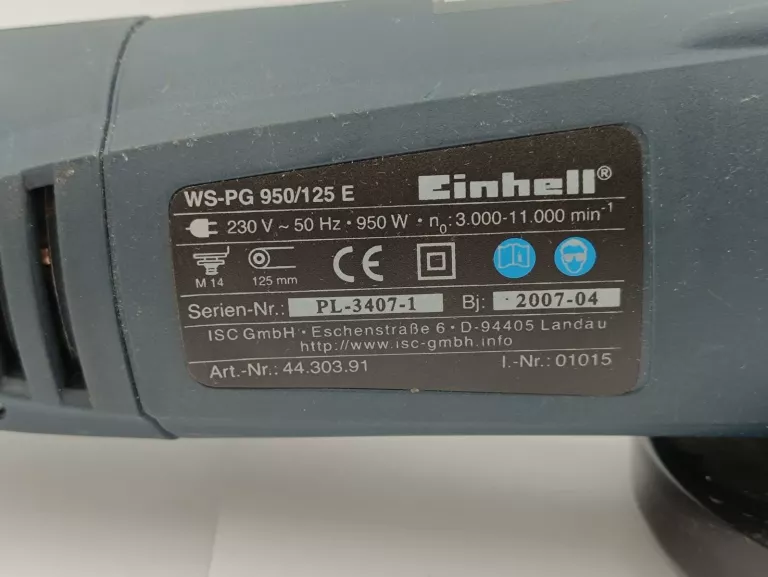 WS-PG 950/125 E Einhell®
230 V ~ 50 Hz • 950 W • n0: 3.000-11.000 min-1
M 14 125 mm CE
Serien-Nr.: PL-3407-1 Bj: 2007-04
ISC GmbH • Eschenstraße 6 • D-94405 Landau
http://www.isc-gmbh.info
Art.-Nr.: 44.303.91 I.-Nr.: 01015